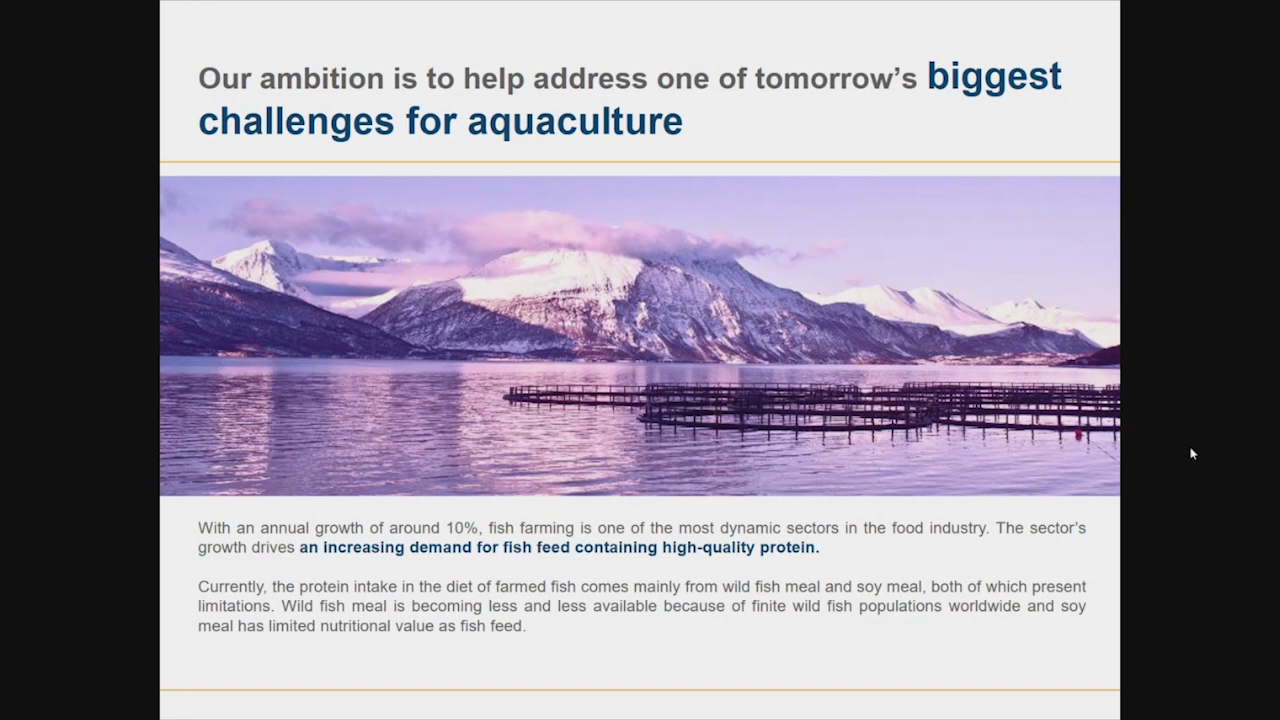 Our ambition is to help address one of tomorrow’s biggest
challenges for aquaculture
With an annual growth of around 10%, fish farming is one of the most dynamic sectors in the food industry. The sector’s
growth drives an increasing demand for fish feed containing high-quality protein.
Currently, the protein intake in the diet of farmed fish comes mainly from wild fish meal and soy meal, both of which present
limitations. Wild fish meal is becoming less and less available because of finite wild fish populations worldwide and soy
meal has limited nutritional value as fish feed.